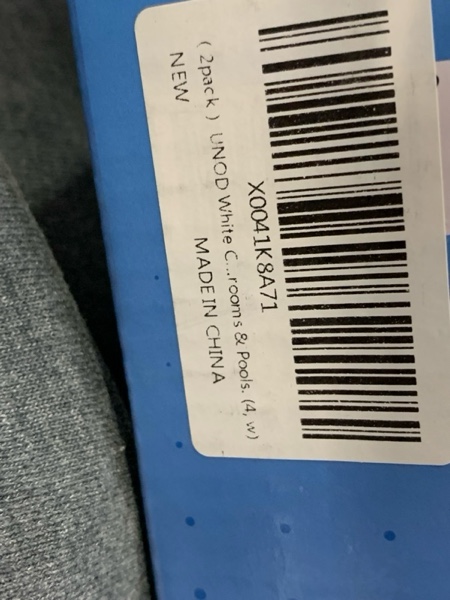 X0041K8A71
( 2pack ) UNOD White C...rooms & Pools. (4, w)
NEW
MADE IN CHINA